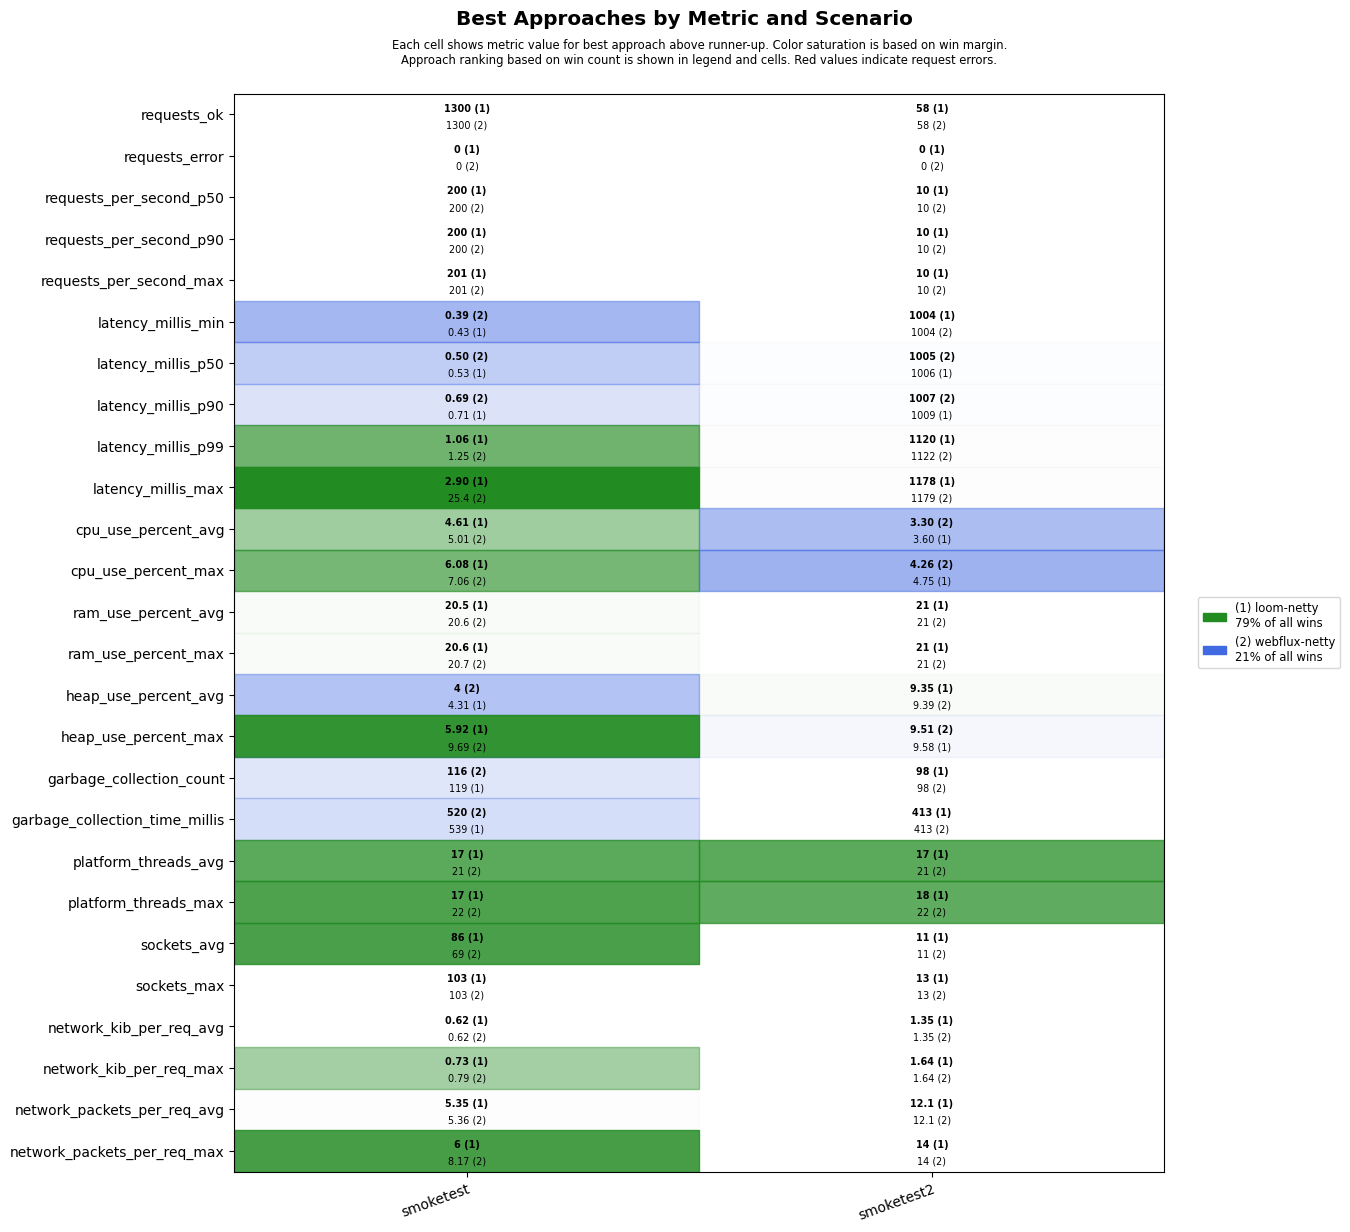 Best Approaches by Metric and Scenario
Each cell shows metric value for best approach above runner-up. Color saturation is based on win margin.
Approach ranking based on win count is shown in legend and cells. Red values indicate request errors.
requests_ok
1300 (1)
1300 (2)
58 (1)
58 (2)
requests_error
0 (1)
0 (2)
0 (1)
0 (2)
requests_per_second_p50
200 (1)
200 (2)
10 (1)
10 (2)
requests_per_second_p90
200 (1)
200 (2)
10 (1)
10 (2)
requests_per_second_max
201 (1)
201 (2)
10 (1)
10 (2)
latency_millis_min
0.39 (2)
0.43 (1)
1004 (1)
1004 (2)
latency_millis_p50
0.50 (2)
0.53 (1)
1005 (2)
1006 (1)
latency_millis_p90
0.69 (2)
0.71 (1)
1007 (2)
1009 (1)
latency_millis_p99
1.06 (1)
1.25 (2)
1120 (1)
1122 (2)
latency_millis_max
2.90 (1)
25.4 (2)
1178 (1)
1179 (2)
cpu_use_percent_avg
4.61 (1)
5.01 (2)
3.30 (2)
3.60 (1)
cpu_use_percent_max
6.08 (1)
7.06 (2)
4.26 (2)
4.75 (1)
ram_use_percent_avg
20.5 (1)
20.6 (2)
21 (1)
21 (2)
ram_use_percent_max
20.6 (1)
20.7 (2)
21 (1)
21 (2)
heap_use_percent_avg
4 (2)
4.31 (1)
9.35 (1)
9.39 (2)
heap_use_percent_max
5.92 (1)
9.69 (2)
9.51 (2)
9.58 (1)
garbage_collection_count
116 (2)
119 (1)
98 (1)
98 (2)
garbage_collection_time_millis
520 (2)
539 (1)
413 (1)
413 (2)
platform_threads_avg
17 (1)
21 (2)
17 (1)
21 (2)
platform_threads_max
17 (1)
22 (2)
18 (1)
22 (2)
sockets_avg
86 (1)
69 (2)
11 (1)
11 (2)
sockets_max
103 (1)
103 (2)
13 (1)
13 (2)
network_kib_per_req_avg
0.62 (1)
0.62 (2)
1.35 (1)
1.35 (2)
network_kib_per_req_max
0.73 (1)
0.79 (2)
1.64 (1)
1.64 (2)
network_packets_per_req_avg
5.35 (1)
5.36 (2)
12.1 (1)
12.1 (2)
network_packets_per_req_max
6 (1)
8.17 (2)
14 (1)
14 (2)
smoketest
smoketest2
(1) loom-netty
79% of all wins
(2) webflux-netty
21% of all wins